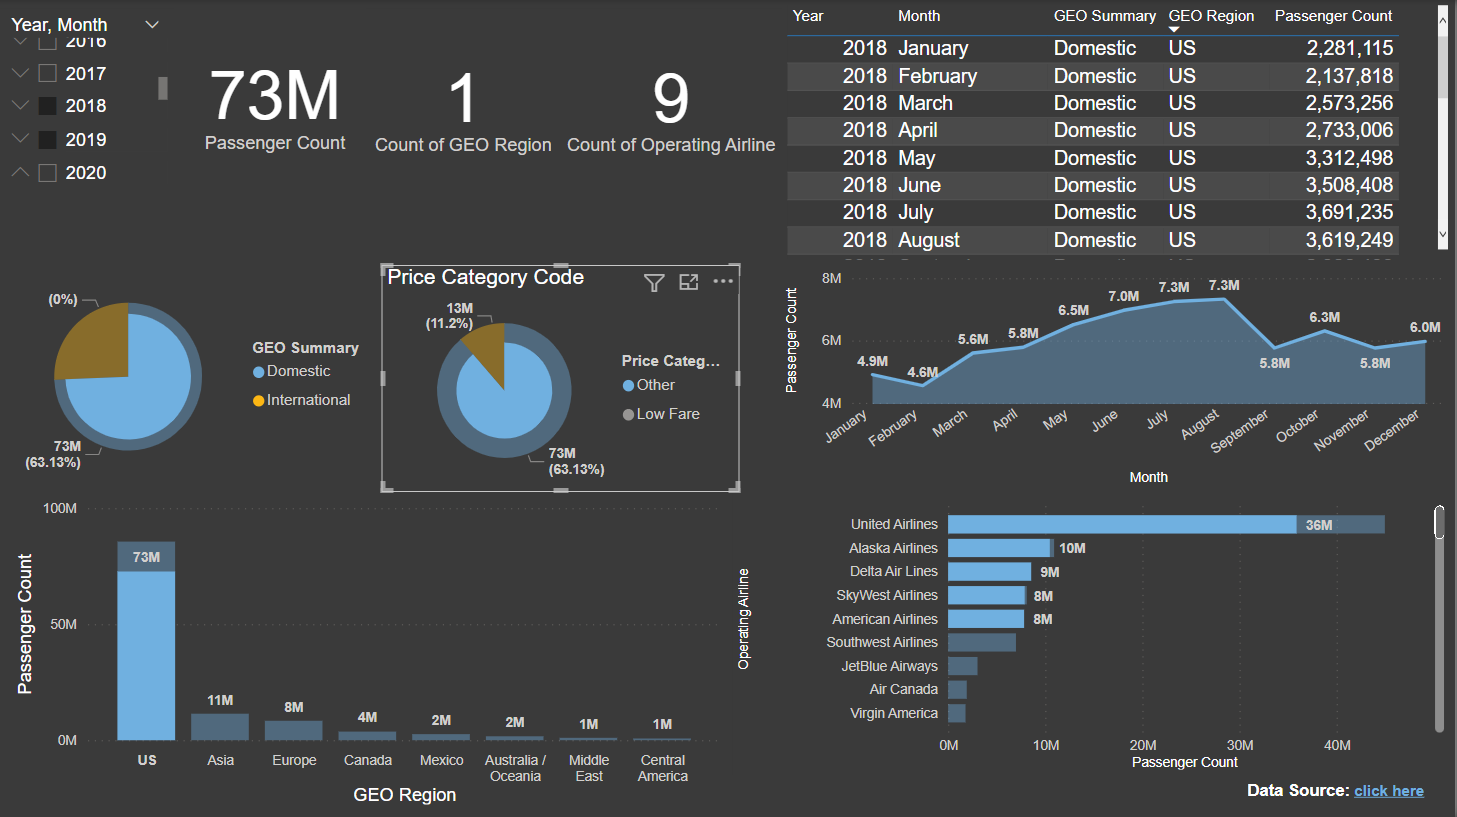 Year, Month
2016
2017
2018
2019
2020
73M
Passenger Count
1
Count of GEO Region
9
Count of Operating Airline
Year Month GEO Summary GEO Region Passenger Count
2018 January Domestic US 2,281,115
2018 February Domestic US 2,137,818
2018 March Domestic US 2,573,256
2018 April Domestic US 2,733,006
2018 May Domestic US 3,312,498
2018 June Domestic US 3,508,408
2018 July Domestic US 3,691,235
2018 August Domestic US 3,619,249
(0%)
73M
(63.13%)
GEO Summary
Domestic
International
Price Category Code
13M
(11.2%)
73M
(63.13%)
Price Categ...
Other
Low Fare
Passenger Count
8M
6M
4M
4.9M
4.6M
5.6M
5.8M
6.5M
7.0M
7.3M
7.3M
5.8M
6.3M
5.8M
6.0M
January
February
March
April
May
June
July
August
September
October
November
December
Month
Passenger Count
100M
50M
0M
73M
11M
8M
4M
2M
2M
1M
1M
US
Asia
Europe
Canada
Mexico
Australia /
Oceania
Middle
East
Central
America
GEO Region
Operating Airline
United Airlines 36M
Alaska Airlines 10M
Delta Air Lines 9M
SkyWest Airlines 8M
American Airlines 8M
Southwest Airlines
JetBlue Airways
Air Canada
Virgin America
0M 10M 20M 30M 40M
Passenger Count
Data Source: click here